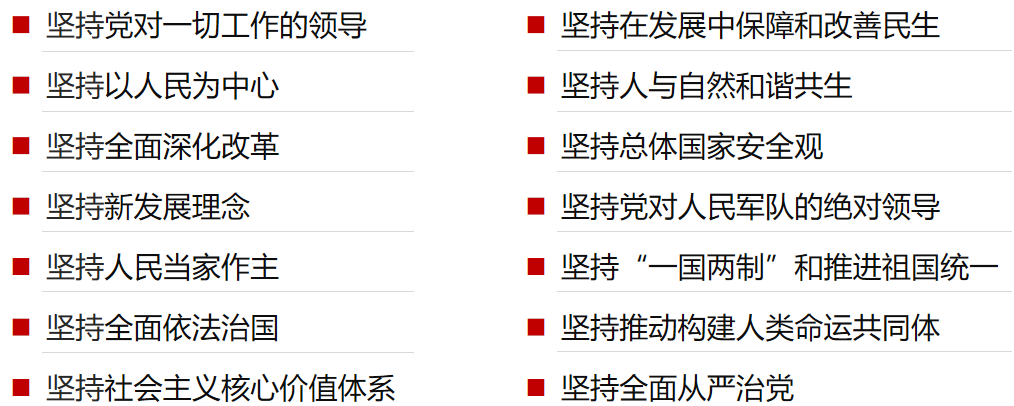 坚持党对一切工作的领导
坚持以人民为中心
坚持全面深化改革
坚持新发展理念
坚持人民当家作主
坚持全面依法治国
坚持社会主义核心价值体系
坚持在发展中保障和改善民生
坚持人与自然和谐共生
坚持总体国家安全观
坚持党对人民军队的绝对领导
坚持“一国两制”和推进祖国统一
坚持推动构建人类命运共同体
坚持全面从严治党